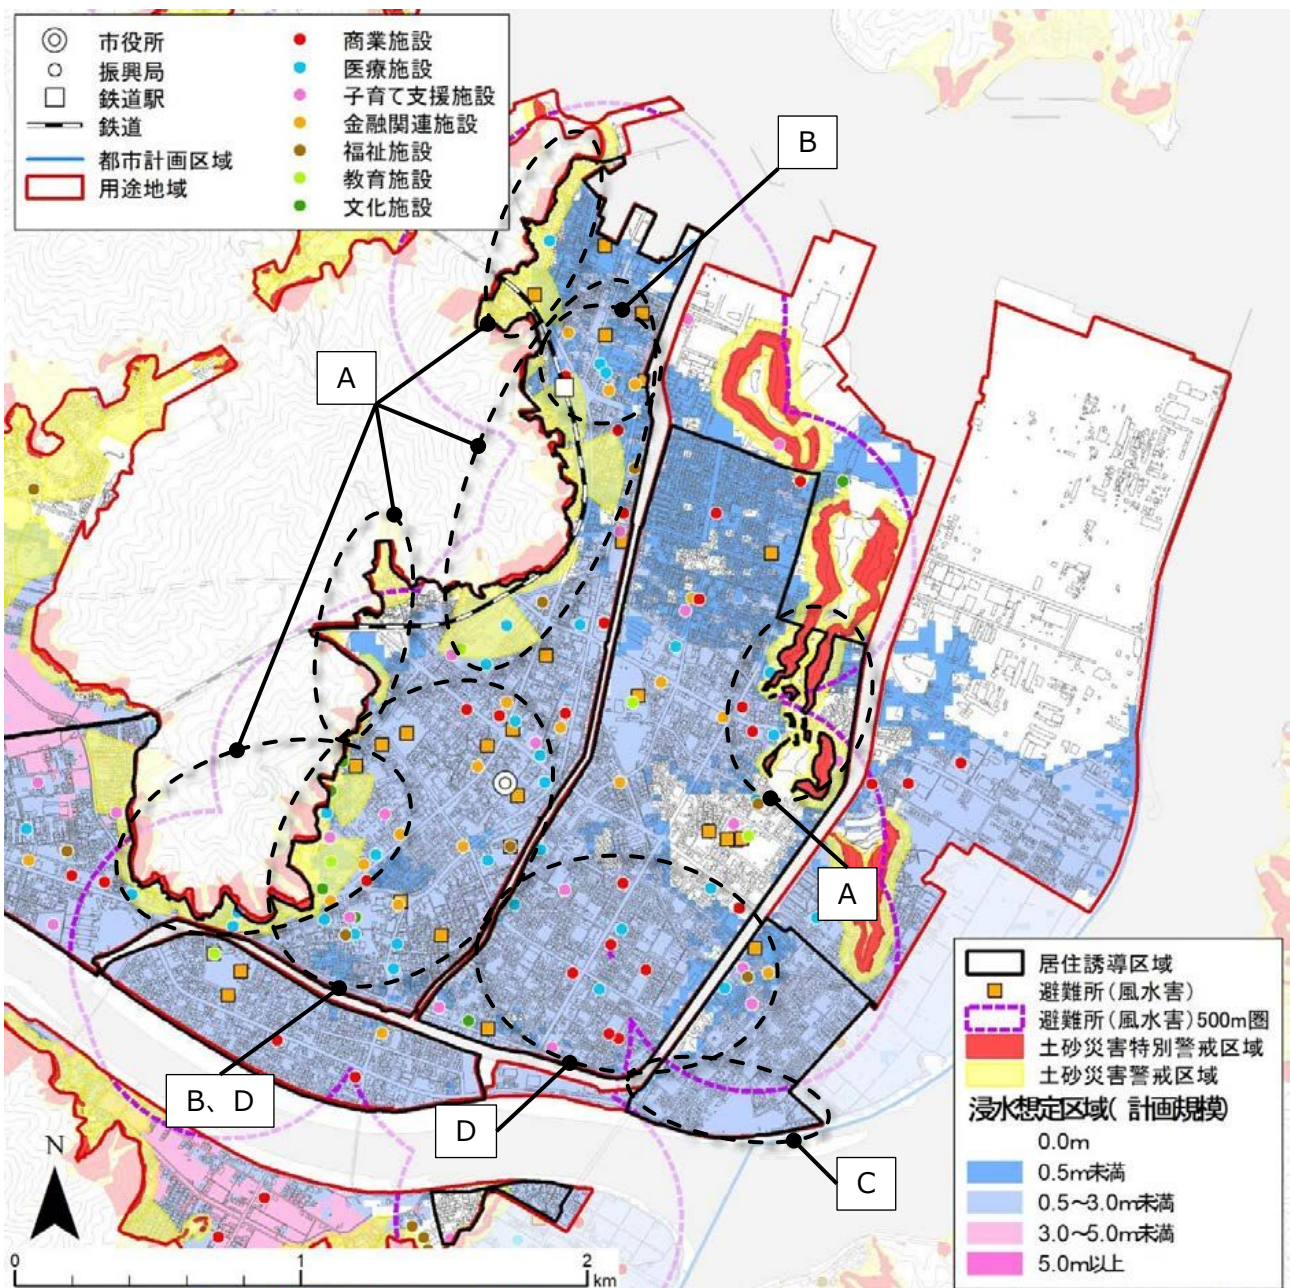 市役所
振興局
鉄道駅
鉄道
都市計画区域
用途地域
商業施設
医療施設
子育て支援施設
金融関連施設
福祉施設
教育施設
文化施設
B
A
A
B、D
D
C
居住誘導区域
避難所(風水害)
避難所(風水害)500m圏
土砂災害特別警戒区域
土砂災害警戒区域
浸水想定区域( 計画規模)
0.0m
0.5m未満
0.5~3.0m未満
3.0~5.0m未満
5.0m以上
N
0 1 2
km